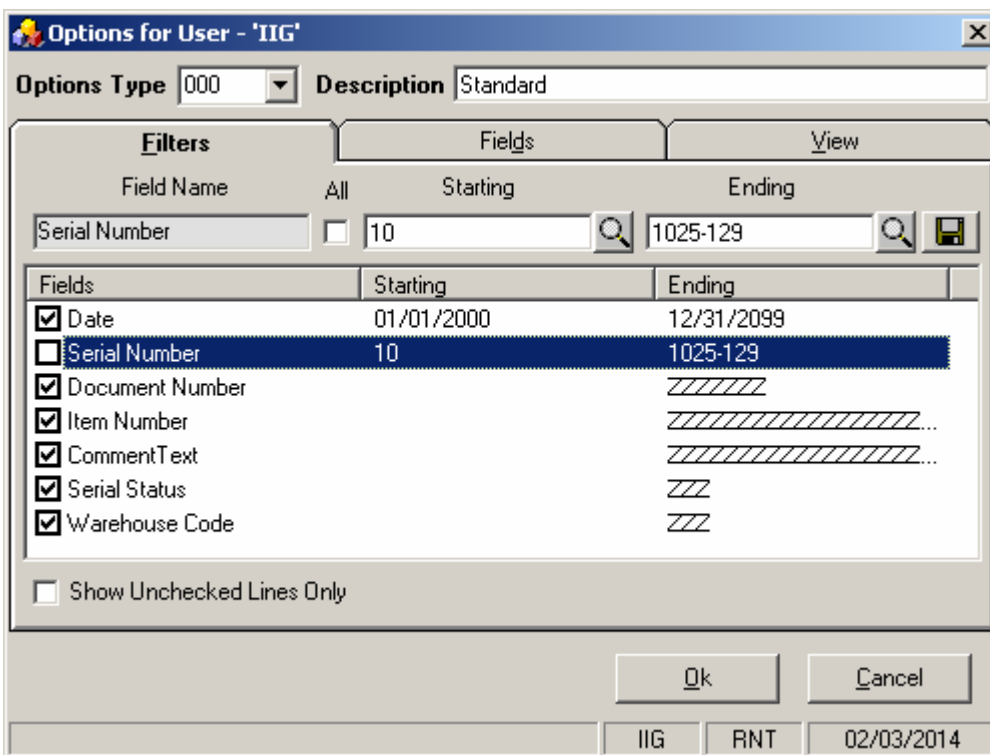 Options for User - 'IIG'
Options Type 000 Description Standard
Filters Fields View
Field Name All Starting Ending
Serial Number 10 1025-129
Fields Starting Ending
Date 01/01/2000 12/31/2099
Serial Number 10 1025-129
Document Number ZZZZZZZ
Item Number ZZZZZZZZZZZZZZZZZZ...
CommentText ZZZZZZZZZZZZZZZZZZ...
Serial Status ZZZ
Warehouse Code ZZZ
Show Unchecked Lines Only
Ok Cancel
IIG RNT 02/03/2014